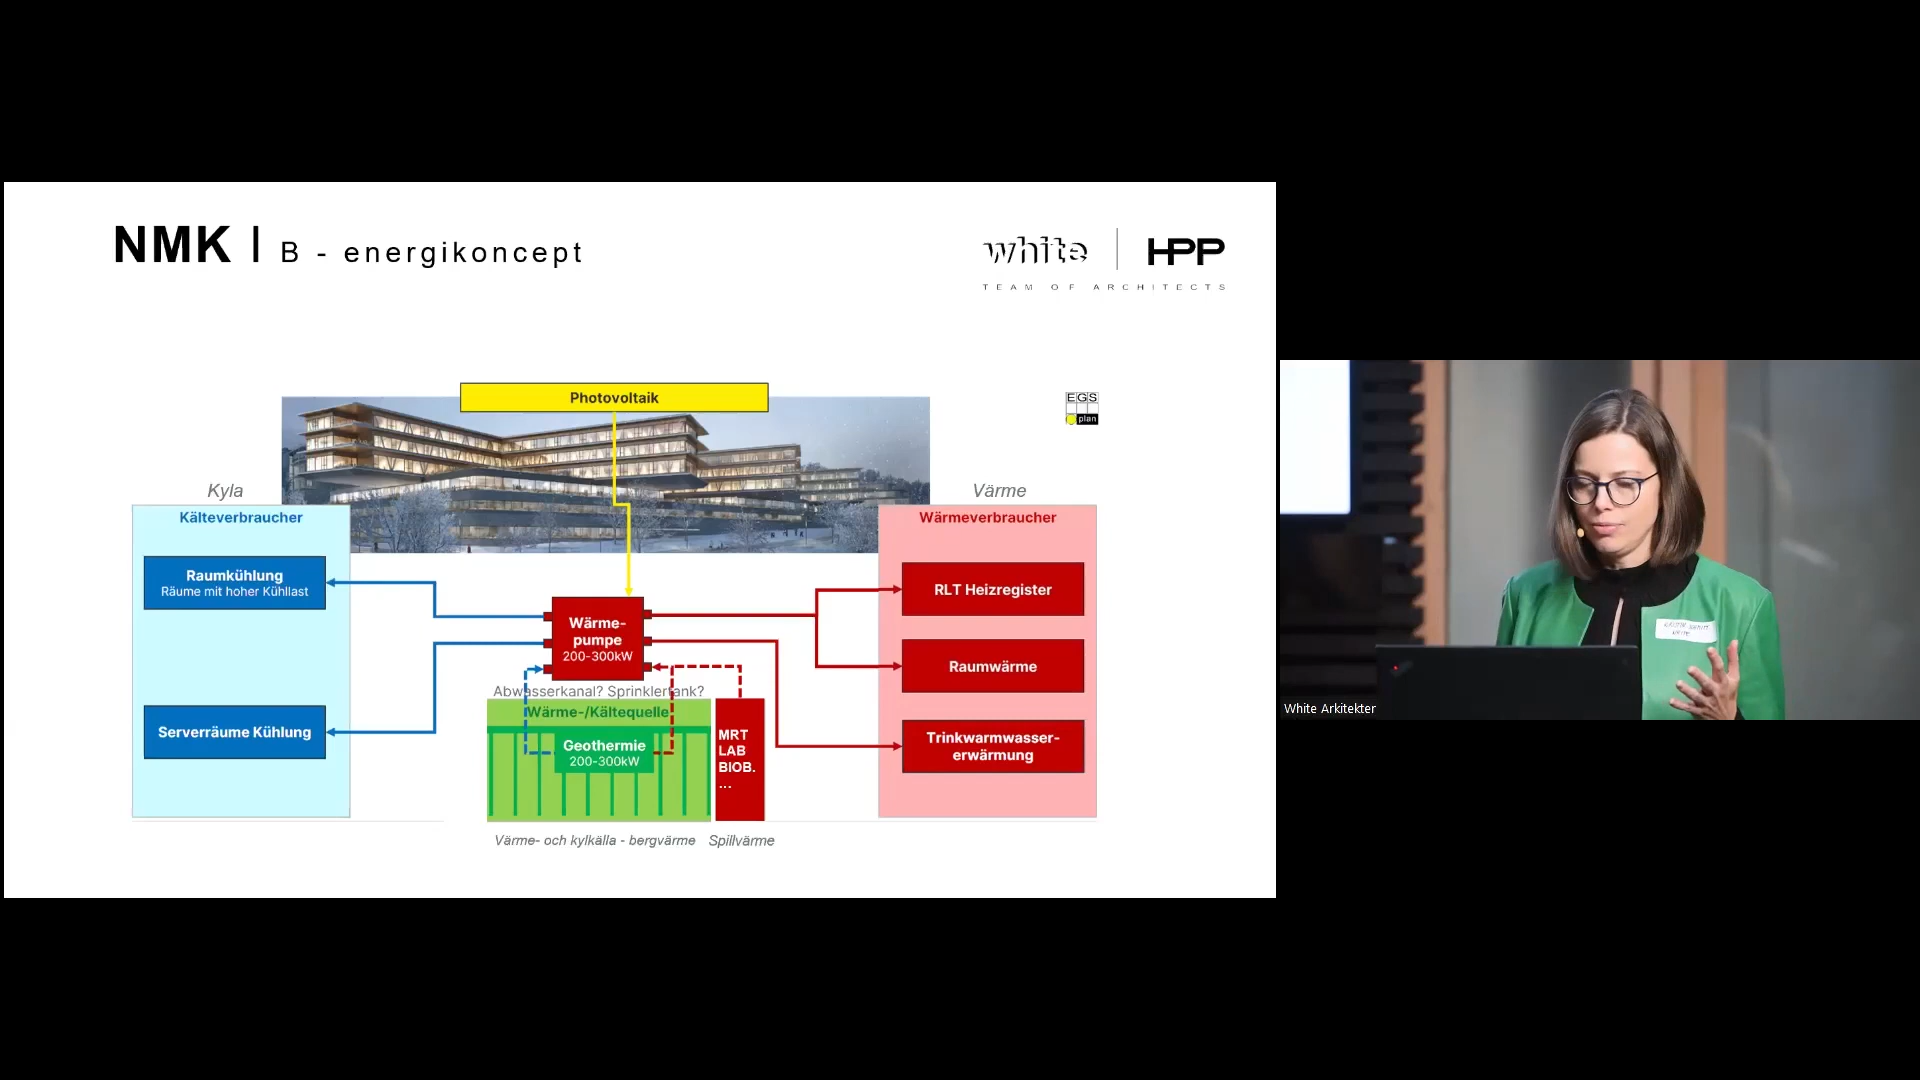 NMK | B - energikoncept
white | HPP
TEAM OF ARCHITECTS
Photovoltaik
EGS
plan
Kyla
Värme
Kälteverbraucher
Wärmeverbraucher
Raumkühlung
Räume mit hoher Kühllast
RLT Heizregister
Wärme-
pumpe
200-300kW
Raumwärme
Abwasserkanal? Sprinklertank?
Wärme-/Kältequelle
Serverräume Kühlung
Geothermie
200-300kW
MRT
LAB
BIOB.
...
Trinkwarmwasser-
erwärmung
Värme- och kylkälla - bergvärme
Spillvärme
White Arkitekter